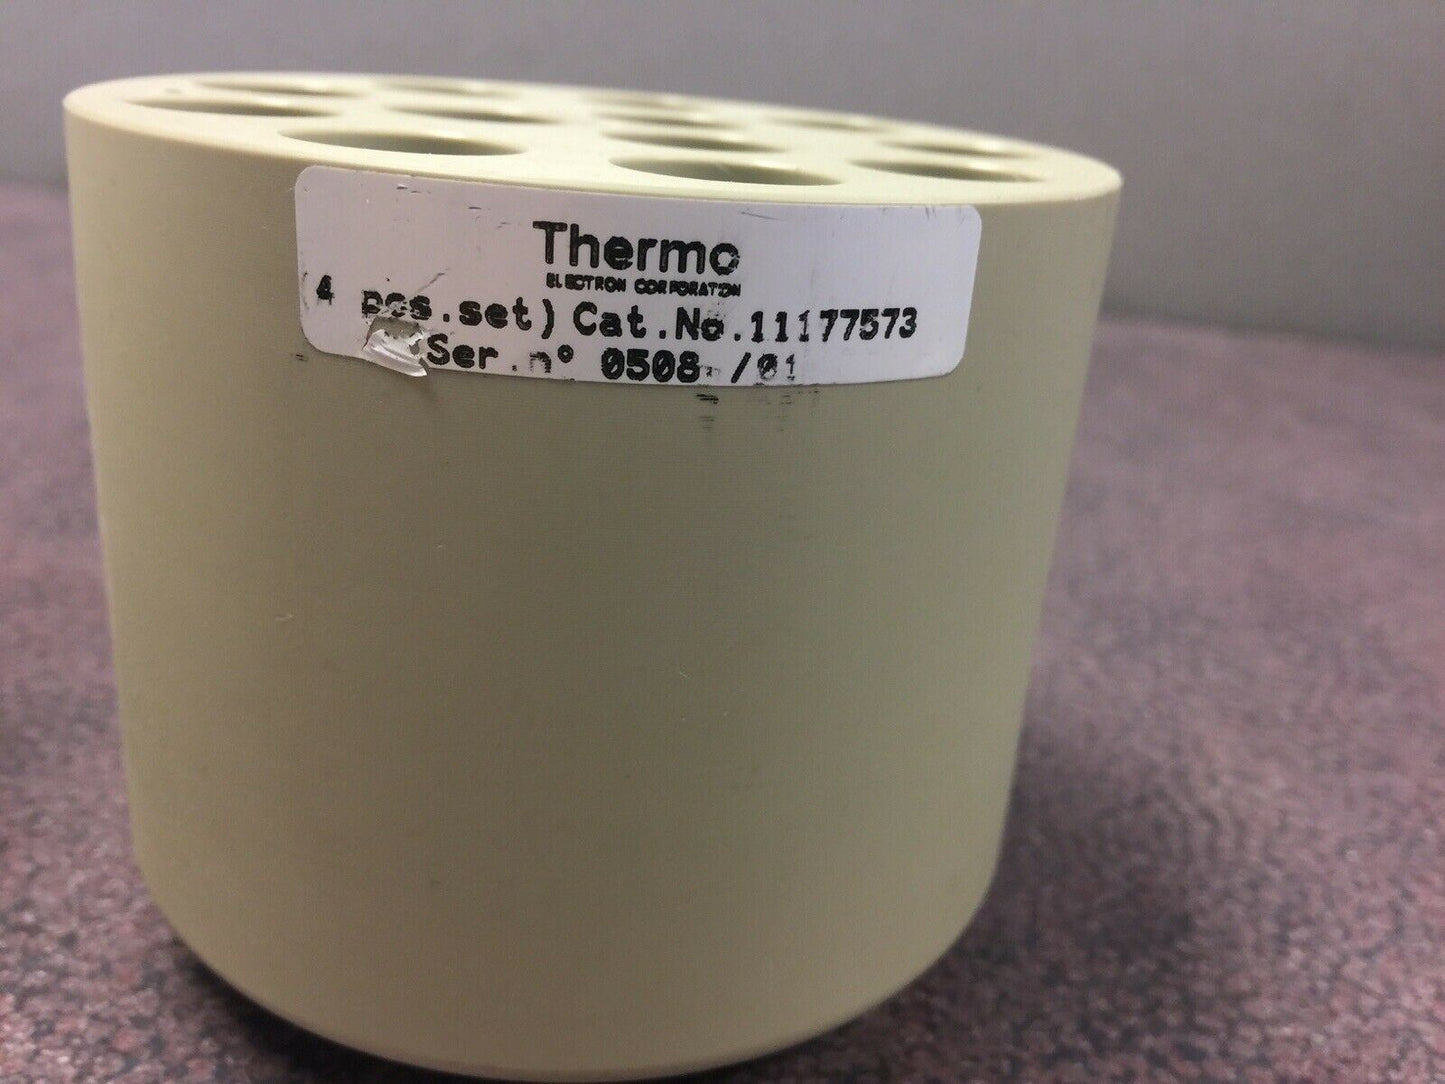 Thermo
ELECTRON CORPORATION
(4 pcs.set) Cat.No.11177573
Ser.n° 0508 /01